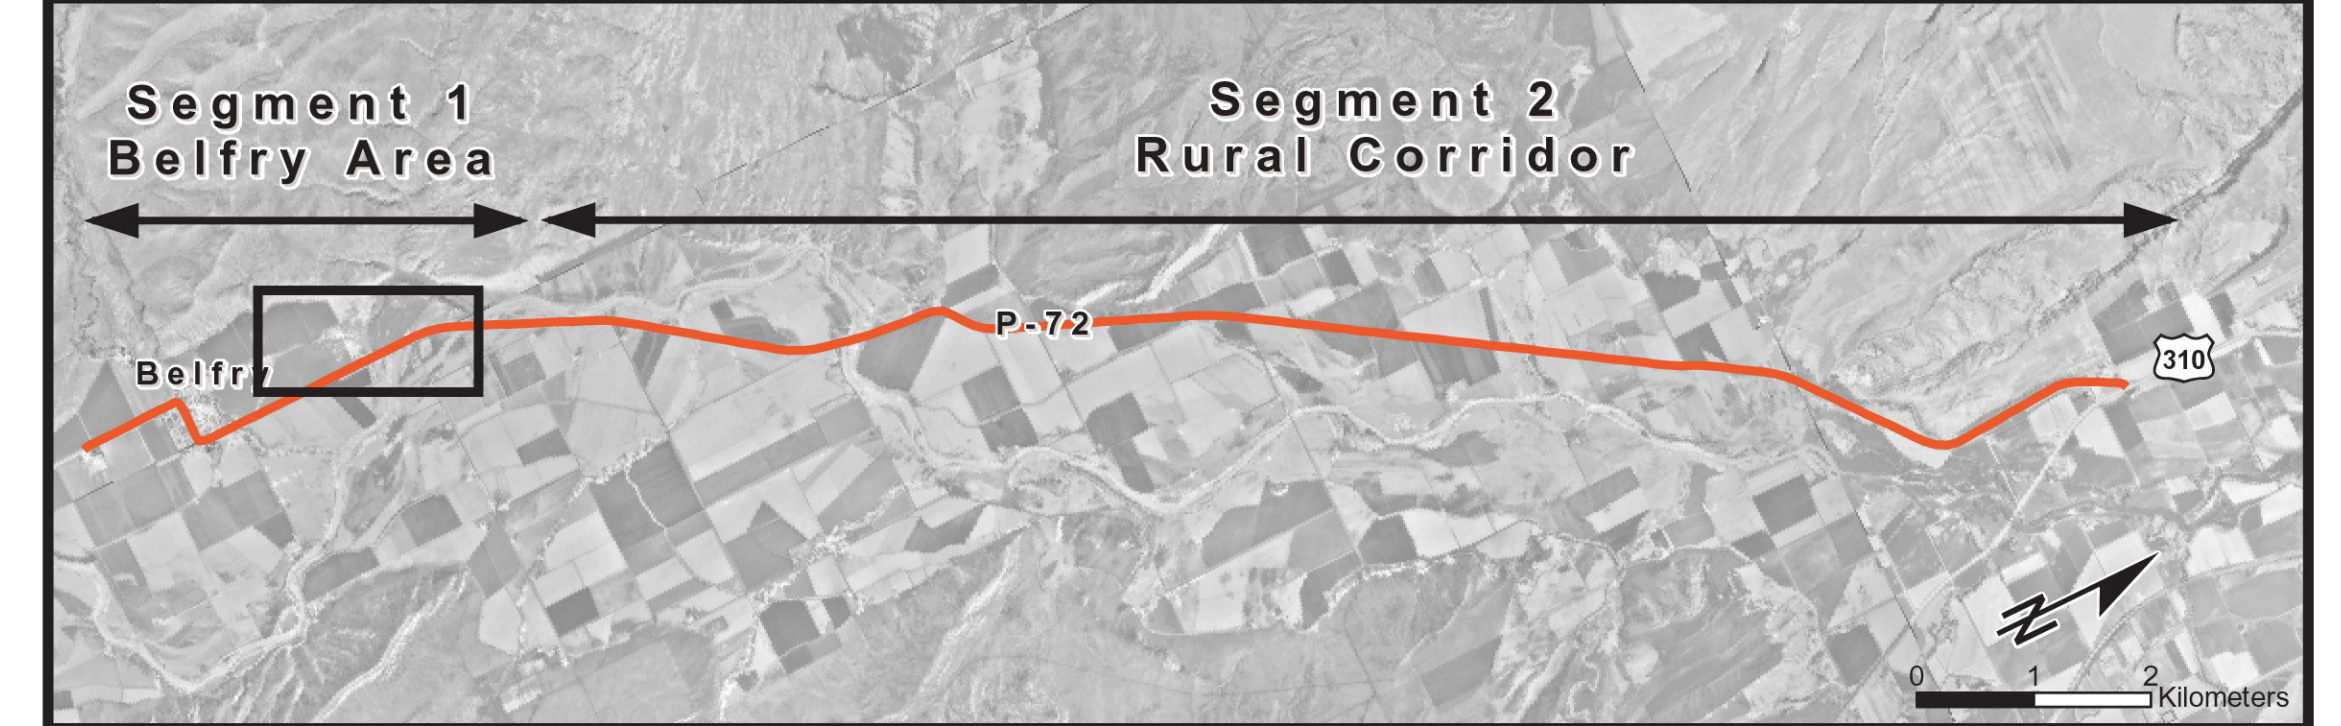 Segment 1
Belfry Area
Segment 2
Rural Corridor
P-72
Belfry
310
N
0 1 2
Kilometers